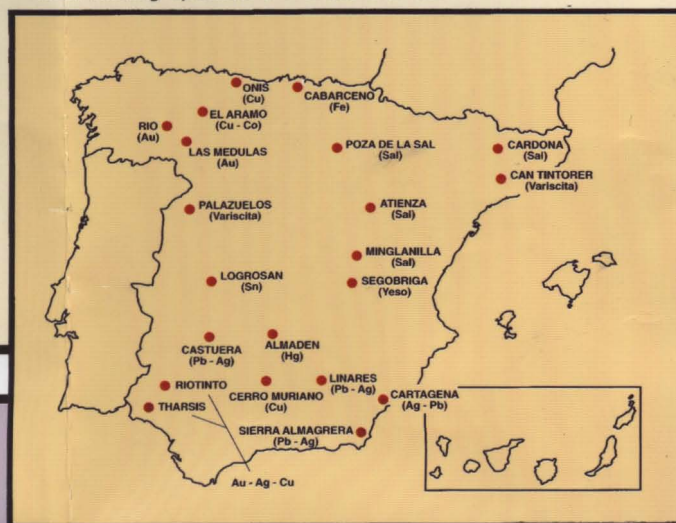 ONIS
(Cu)
CABARCENO
(Fe)
EL ARAMO
(Cu - Co)
RIO
(Au)
LAS MEDULAS
(Au)
POZA DE LA SAL
(Sal)
CARDONA
(Sal)
CAN TINTORER
(Variscita)
PALAZUELOS
(Variscita)
ATIENZA
(Sal)
MINGLANILLA
(Sal)
LOGROSAN
(Sn)
SEGOBRIGA
(Yeso)
CASTUERA
(Pb - Ag)
ALMADEN
(Hg)
RIOTINTO
CERRO MURIANO
(Cu)
LINARES
(Pb - Ag)
CARTAGENA
(Ag - Pb)
THARSIS
SIERRA ALMAGRERA
(Pb - Ag)
Au - Ag - Cu